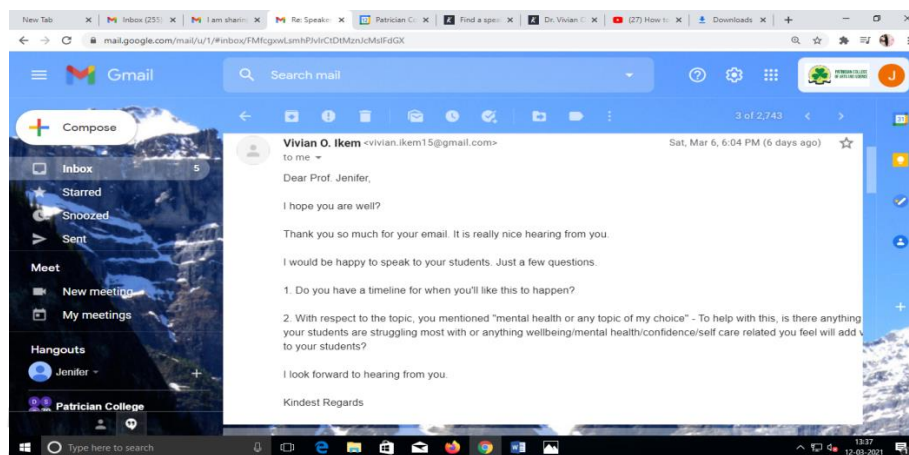 New Tab
Inbox (255)
I am sharin
Re: Speake
Patrician Co
Find a spea
Dr. Vivian O
(27) How to
Downloads
mail.google.com/mail/u/1/#inbox/FMfcgxwLsmhPJvlrCtDtMznJcMsIFdGX
Gmail
Search mail
Compose
3 of 2,743
Vivian O. Ikem <vivian.ikem15@gmail.com>
Sat, Mar 6, 6:04 PM (6 days ago)
to me
Inbox 5
Starred
Snoozed
Sent
Meet
New meeting
My meetings
Hangouts
Jenifer
Patrician College
Dear Prof. Jenifer,
I hope you are well?
Thank you so much for your email. It is really nice hearing from you.
I would be happy to speak to your students. Just a few questions.
1. Do you have a timeline for when you'll like this to happen?
2. With respect to the topic, you mentioned "mental health or any topic of my choice" - To help with this, is there anything
your students are struggling most with or anything wellbeing/mental health/confidence/self care related you feel will add v
to your students?
I look forward to hearing from you.
Kindest Regards
Type here to search
13:37
12-03-2021